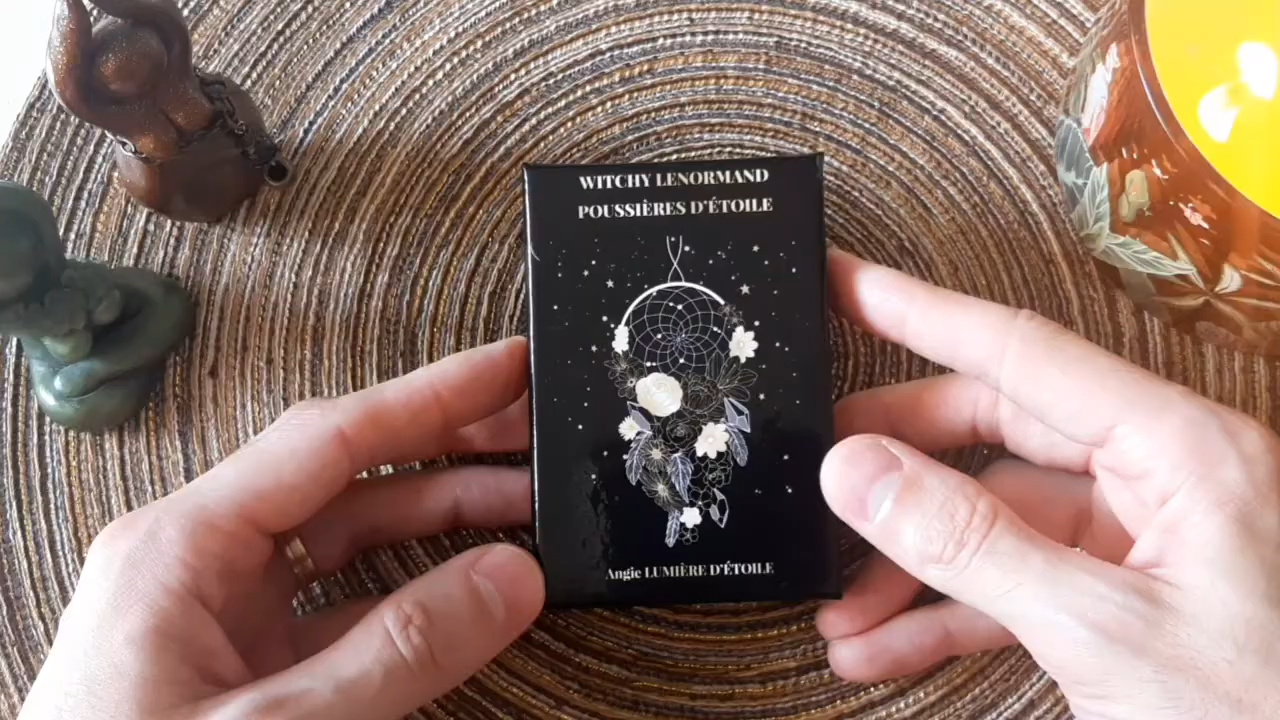 WITCHY LENORMAND
POUSSIÈRES D'ÉTOILE
Angie LUMIÈRE D'ÉTOILE